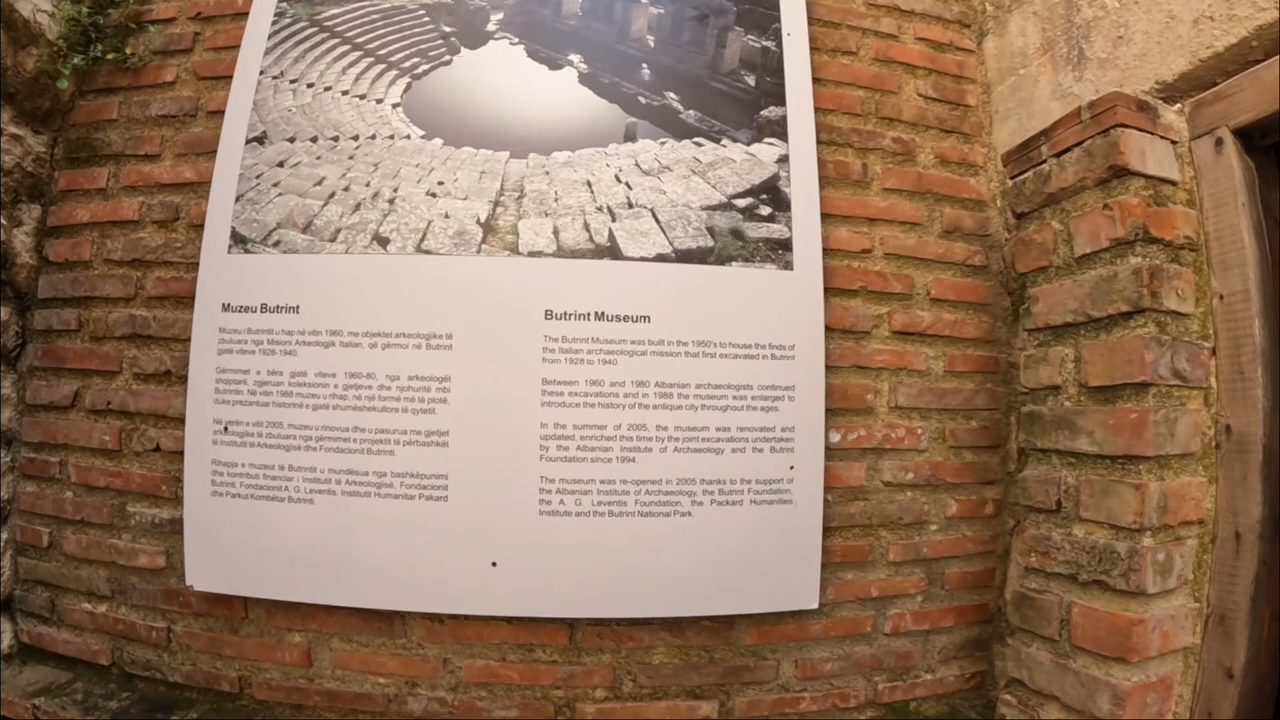 Muzeu Butrint
Muzeu i Butrintit u hap në vitin 1960, me objektet arkeologjike të
zbuluara nga Misioni Arkeologjik Italian, që gërmoi në Butrint
gjatë viteve 1928-1940.
Gërmimet e bëra gjatë viteve 1960-80, nga arkeologët
shqiptarë, zgjeruan koleksionin e gjetjeve dhe njohuritë mbi
Butrintin. Në vitin 1988 muzeu u rihap, në një formë më të plotë,
duke prezantuar historinë e gjatë shumëshekullore të qytetit.
Në verën e vitit 2005, muzeu u rinovua dhe u pasurua me gjetjet
arkeologjike të zbuluara nga gërmimet e projektit të përbashkët
të Institutit të Arkeologjisë dhe Fondacionit Butrinti.
Rihapja e muzeut të Butrintit u mundësua nga bashkëpunimi
dhe kontributi financiar i Institutit të Arkeologjisë, Fondacionit
Butrinti, Fondacionit A. G. Leventis, Institutit Humanitar Pakard
dhe Parkut Kombëtar Butrinti.
Butrint Museum
The Butrint Museum was built in the 1950's to house the finds of
the Italian archaeological mission that first excavated in Butrint
from 1928 to 1940.
Between 1960 and 1980 Albanian archaeologists continued
these excavations and in 1988 the museum was enlarged to
introduce the history of the antique city throughout the ages.
In the summer of 2005, the museum was renovated and
updated, enriched this time by the joint excavations undertaken
by the Albanian Institute of Archaeology and the Butrint
Foundation since 1994.
The museum was re-opened in 2005 thanks to the support of
the Albanian Institute of Archaeology, the Butrint Foundation,
the A. G. Leventis Foundation, the Packard Humanities
Institute and the Butrint National Park.